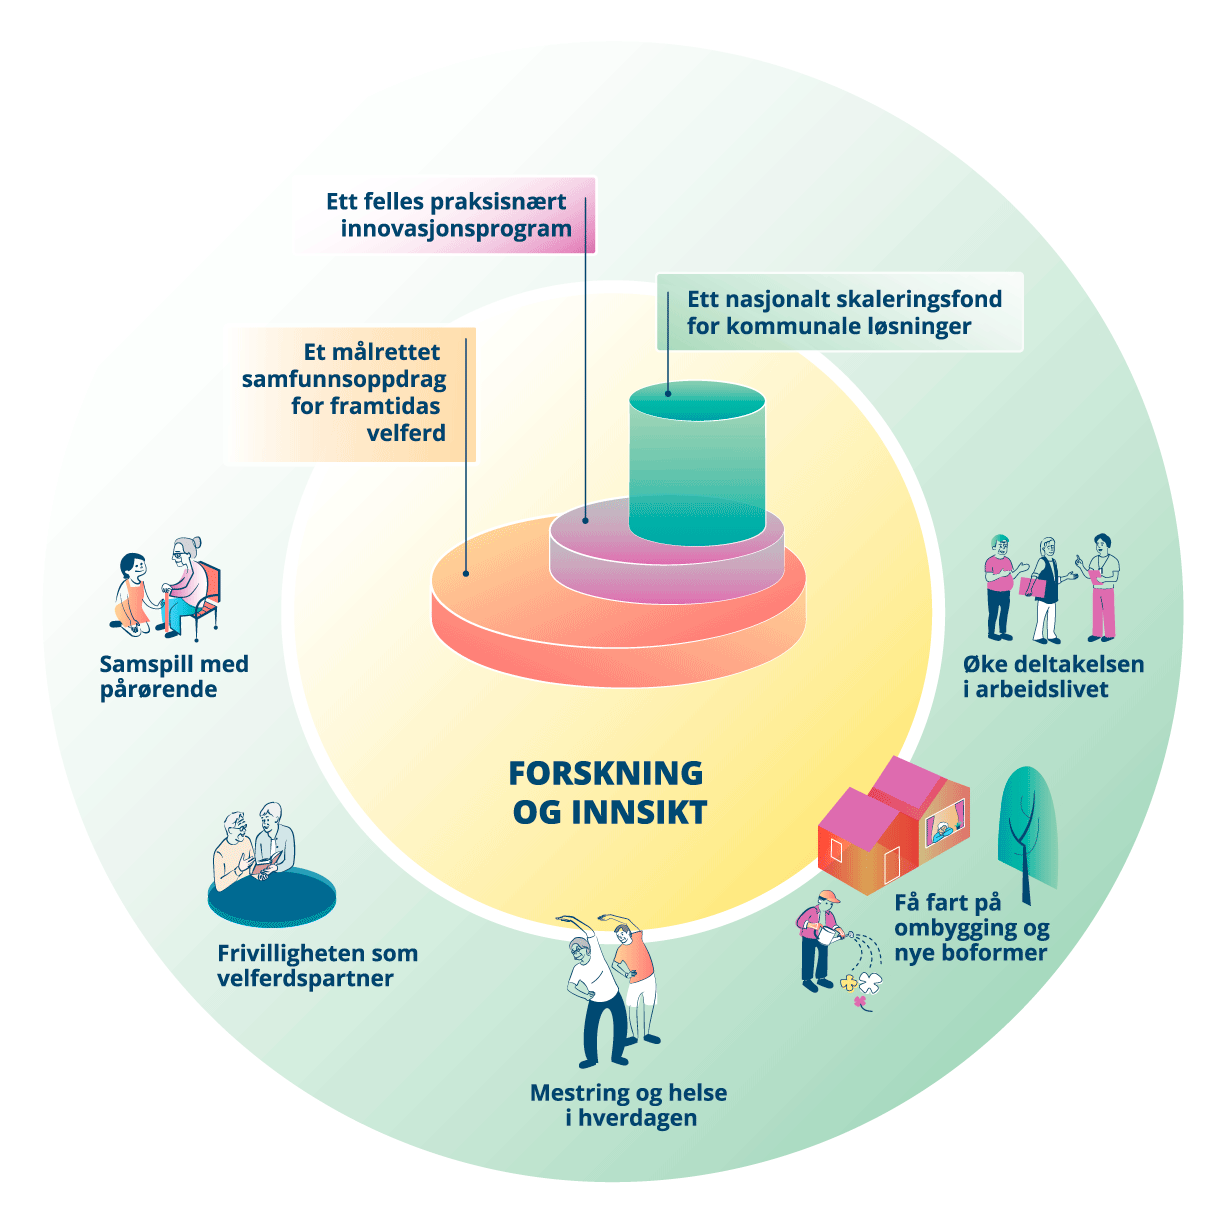 Ett felles praksisnært
innovasjonsprogram
Ett nasjonalt skaleringsfond
for kommunale løsninger
Et målrettet
samfunnsoppdrag
for framtidas
velferd
Samspill med
pårørende
Øke deltakelsen
i arbeidslivet
FORSKNING
OG INNSIKT
Frivilligheten som
velferdspartner
Få fart på
ombygging og
nye boformer
Mestring og helse
i hverdagen